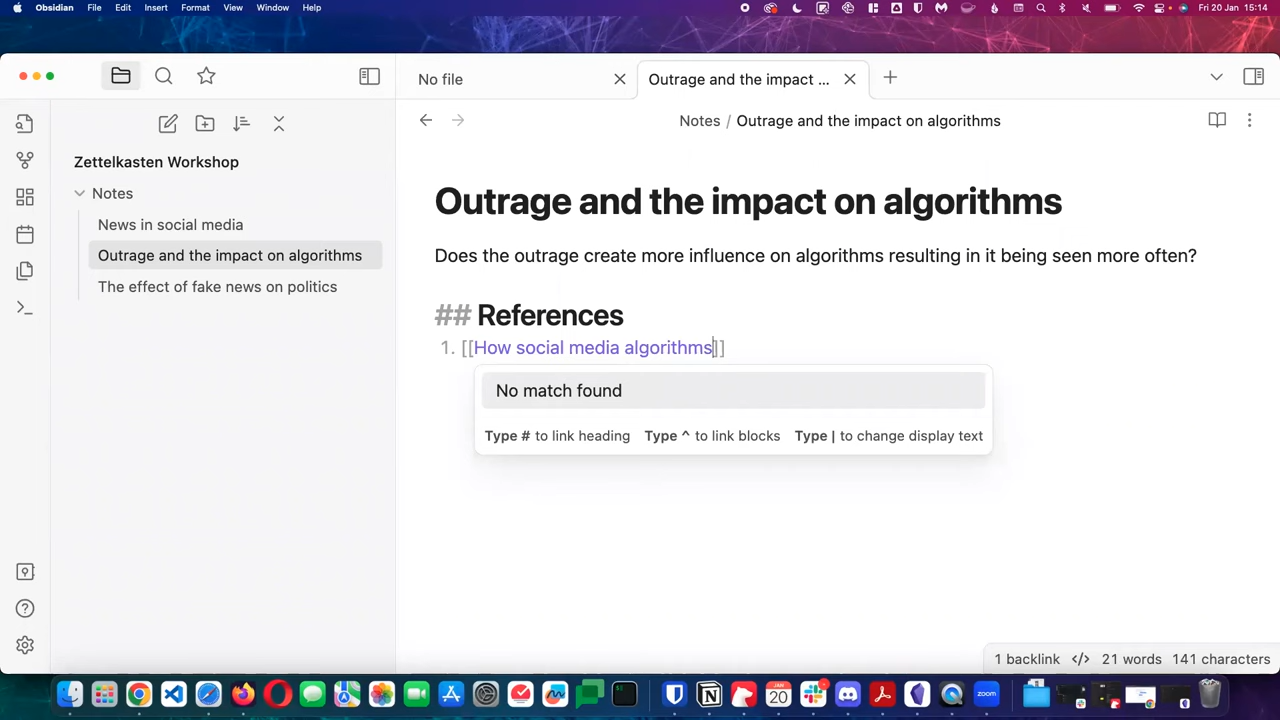 Obsidian File Edit Insert Format View Window Help Fri 20 Jan 15:14
No file Outrage and the impact ...
Notes / Outrage and the impact on algorithms
Zettelkasten Workshop
Notes
News in social media
Outrage and the impact on algorithms
The effect of fake news on politics
Outrage and the impact on algorithms
Does the outrage create more influence on algorithms resulting in it being seen more often?
## References
1. [[How social media algorithms]]
No match found
Type # to link heading Type ^ to link blocks Type | to change display text
1 backlink 21 words 141 characters
JAN
20
zoom